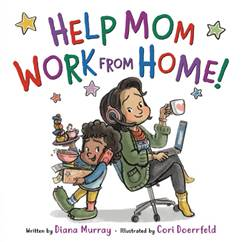 HELP MOM
WORK FROM HOME!
Written by Diana Murray • Illustrated by Cori Doerrfeld